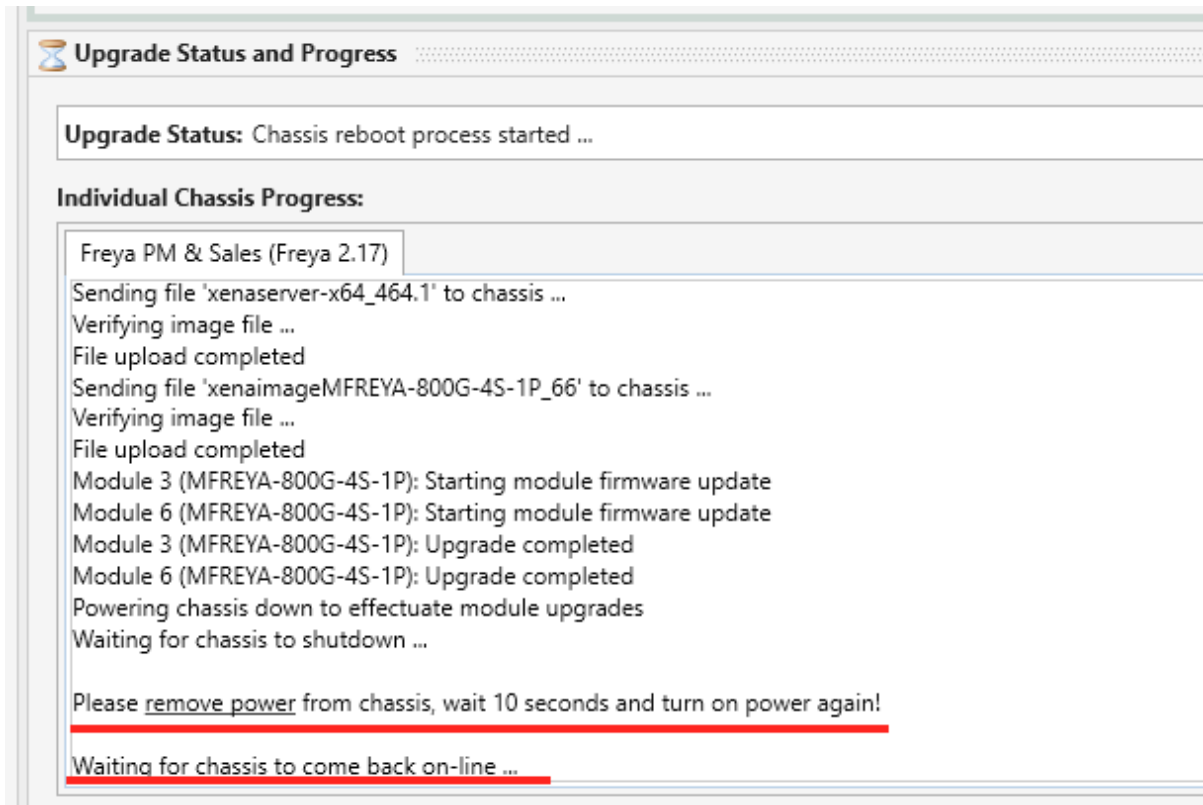 Upgrade Status and Progress
Upgrade Status: Chassis reboot process started ...
Individual Chassis Progress:
Freya PM & Sales (Freya 2.17)
Sending file 'xenaserver-x64_464.1' to chassis ...
Verifying image file ...
File upload completed
Sending file 'xenaimageMFREYA-800G-4S-1P_66' to chassis ...
Verifying image file ...
File upload completed
Module 3 (MFREYA-800G-4S-1P): Starting module firmware update
Module 6 (MFREYA-800G-4S-1P): Starting module firmware update
Module 3 (MFREYA-800G-4S-1P): Upgrade completed
Module 6 (MFREYA-800G-4S-1P): Upgrade completed
Powering chassis down to effectuate module upgrades
Waiting for chassis to shutdown ...
Please remove power from chassis, wait 10 seconds and turn on power again!
Waiting for chassis to come back on-line ...